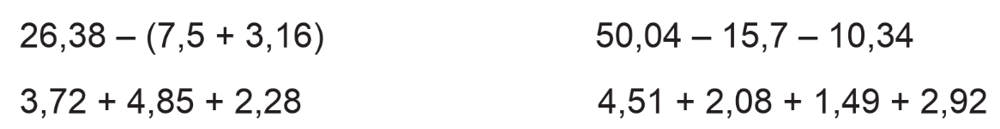 26,38 – (7,5 + 3,16) 50,04 – 15,7 – 10,34
3,72 + 4,85 + 2,28 4,51 + 2,08 + 1,49 + 2,92